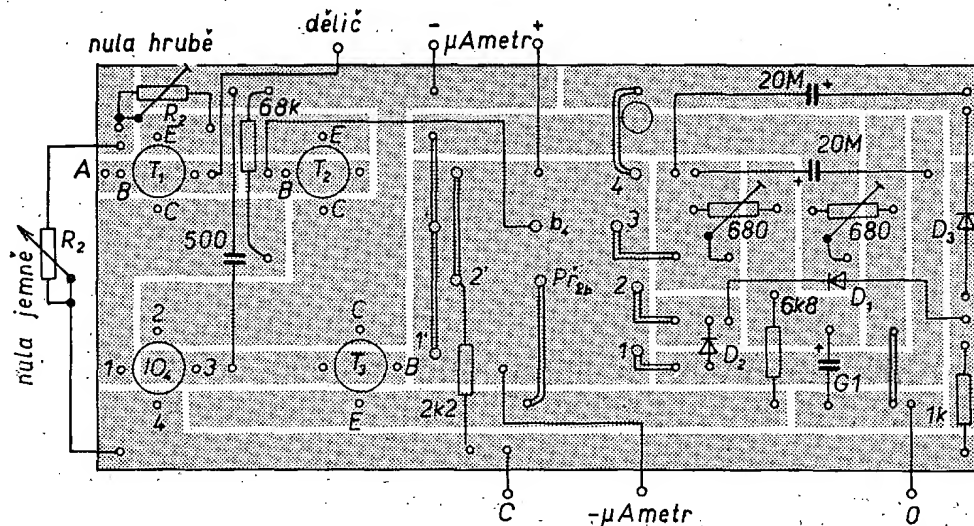 dělič
nula hrubě
- µAmetr +
20M
R₂
68k
E
E
20M
A
B
T₁
B
T₂
4
C
C
680
680
D₃
500
b₄
3
R₂
nula jemně
2'
Př₂ᵦ
2
D₁
6k8
2
C
1
IO₄
3
T₃
B
1'
1
D₂
G1
4
E
2k2
1k
C
-µAmetr
0